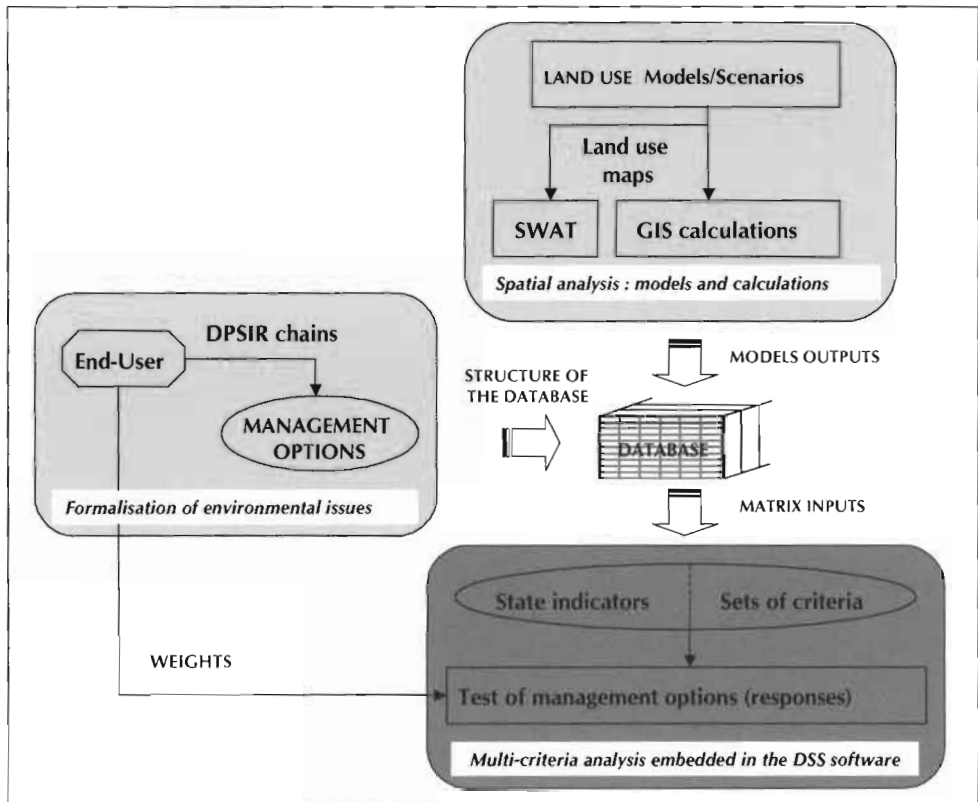 LAND USE Models/Scenarios
Land use
maps
SWAT
GIS calculations
Spatial analysis : models and calculations
DPSIR chains
End-User
MANAGEMENT
OPTIONS
Formalisation of environmental issues
MODELS OUTPUTS
STRUCTURE OF
THE DATABASE
DATABASE
MATRIX INPUTS
State indicators
Sets of criteria
WEIGHTS
Test of management options (responses)
Multi-criteria analysis embedded in the DSS software